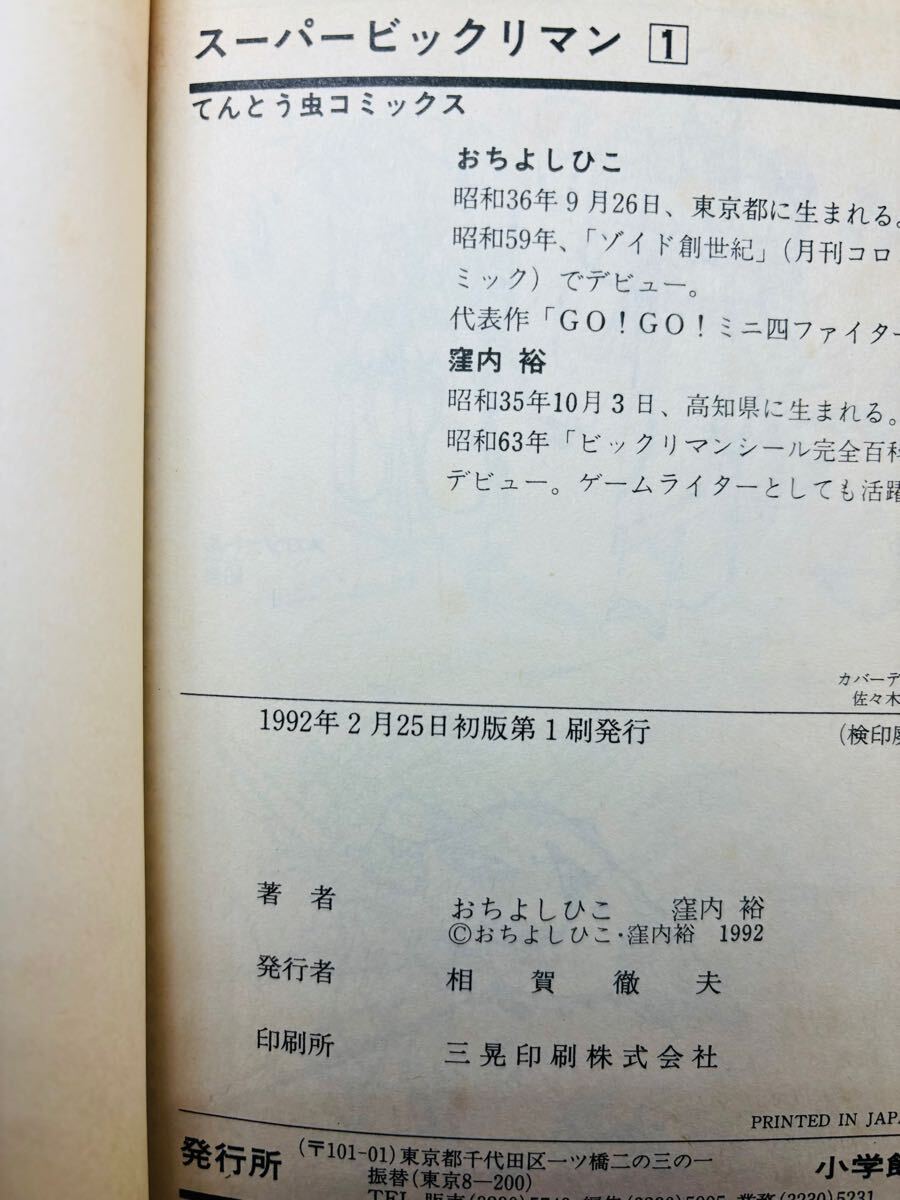 スーパービックリマン 1
てんとう虫コミックス
おちよしひこ
昭和36年9月26日、東京都に生まれる。
昭和59年、「ゾイド創世紀」(月刊コロ
ミック)でデビュー。
代表作「GO!GO!ミニ四ファイター
窪内 裕
昭和35年10月3日、高知県に生まれる。
昭和63年「ビックリマンシール完全百科
デビュー。ゲームライターとしても活躍
カバーデ
佐々木
1992年2月25日初版第1刷発行
(検印廃
著者 おちよしひこ 窪内 裕
©おちよしひこ・窪内裕 1992
発行者 相賀徹夫
印刷所 三晃印刷株式会社
PRINTED IN JAPA
発行所 (〒101-01)東京都千代田区一ツ橋二の三の一 小学館
振替(東京8-200)